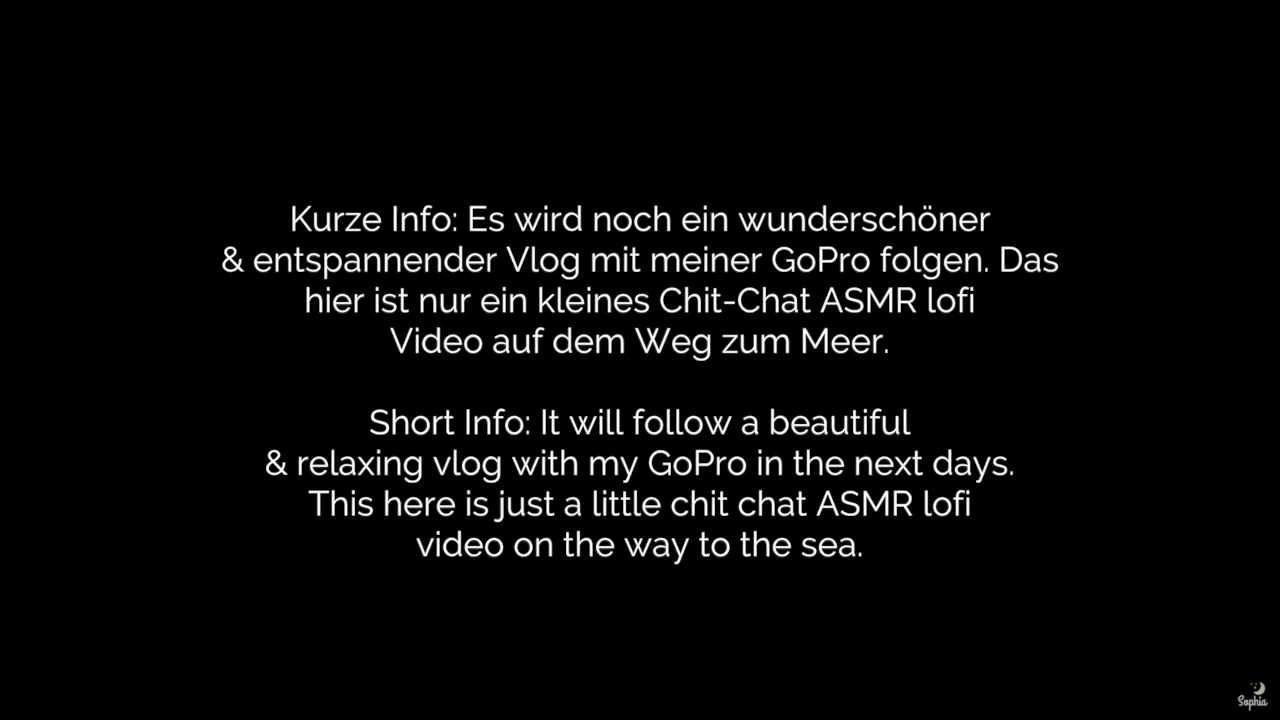 Kurze Info: Es wird noch ein wunderschöner
& entspannender Vlog mit meiner GoPro folgen. Das
hier ist nur ein kleines Chit-Chat ASMR lofi
Video auf dem Weg zum Meer.
Short Info: It will follow a beautiful
& relaxing vlog with my GoPro in the next days.
This here is just a little chit chat ASMR lofi
video on the way to the sea.
Sophia